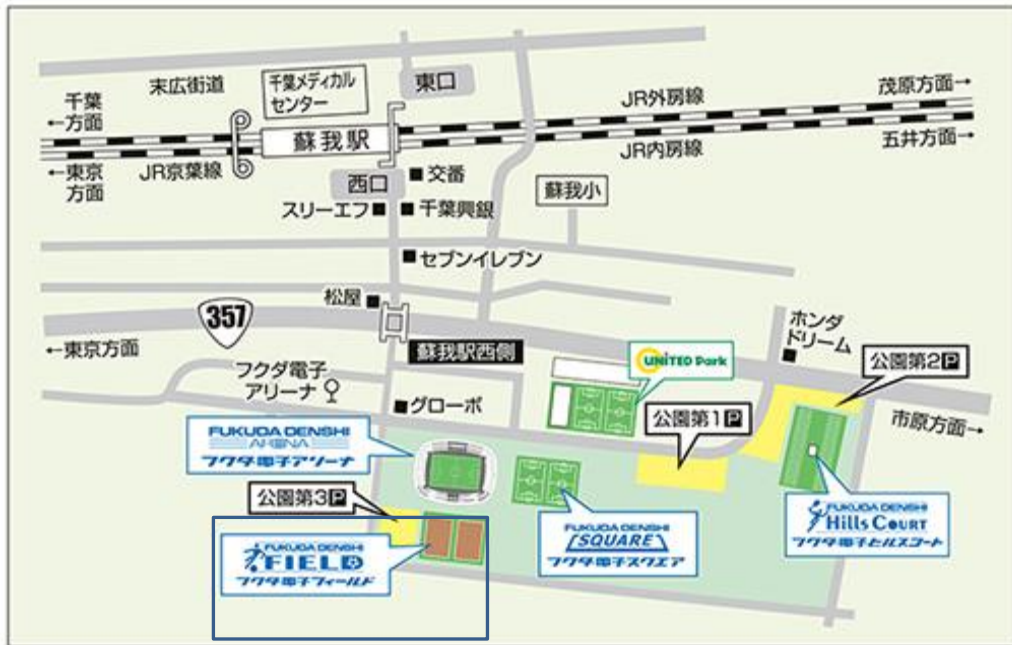 末広街道
千葉メディカル
センター
東口
千葉
←方面
蘇我駅
JR外房線
茂原方面→
JR内房線
五井方面
→
←東京
方面
JR京葉線
西口
交番
スリーエフ
千葉興銀
蘇我小
セブンイレブン
松屋
357
←東京方面
蘇我駅西側
ホンダ
ドリーム
UNITED Park
公園第2P
フクダ電子
アリーナ
グローボ
公園第1P
市原方面→
FUKUDA DENSHI
ARENA
フクダ電子アリーナ
公園第3P
FUKUDA DENSHI
FIELD
フクダ電子フィールド
FUKUDA DENSHI
SQUARE
フクダ電子スクエア
FUKUDA DENSHI
Hills COURT
フクダ電子ヒルスコート